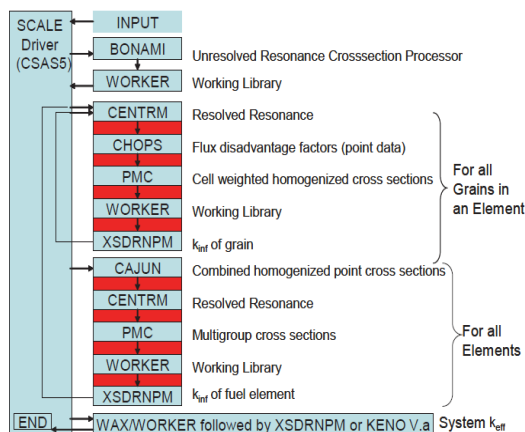 SCALE
Driver
(CSAS5)
INPUT
BONAMI
Unresolved Resonance Crosssection Processor
WORKER
Working Library
CENTRM
Resolved Resonance
CHOPS
Flux disadvantage factors (point data)
PMC
Cell weighted homogenized cross sections
WORKER
Working Library
XSDRNPM
kinf of grain
For all
Grains in
an Element
CAJUN
Combined homogenized point cross sections
CENTRM
Resolved Resonance
PMC
Multigroup cross sections
WORKER
Working Library
XSDRNPM
kinf of fuel element
For all
Elements
END
WAX/WORKER followed by XSDRNPM or KENO V.a
System keff